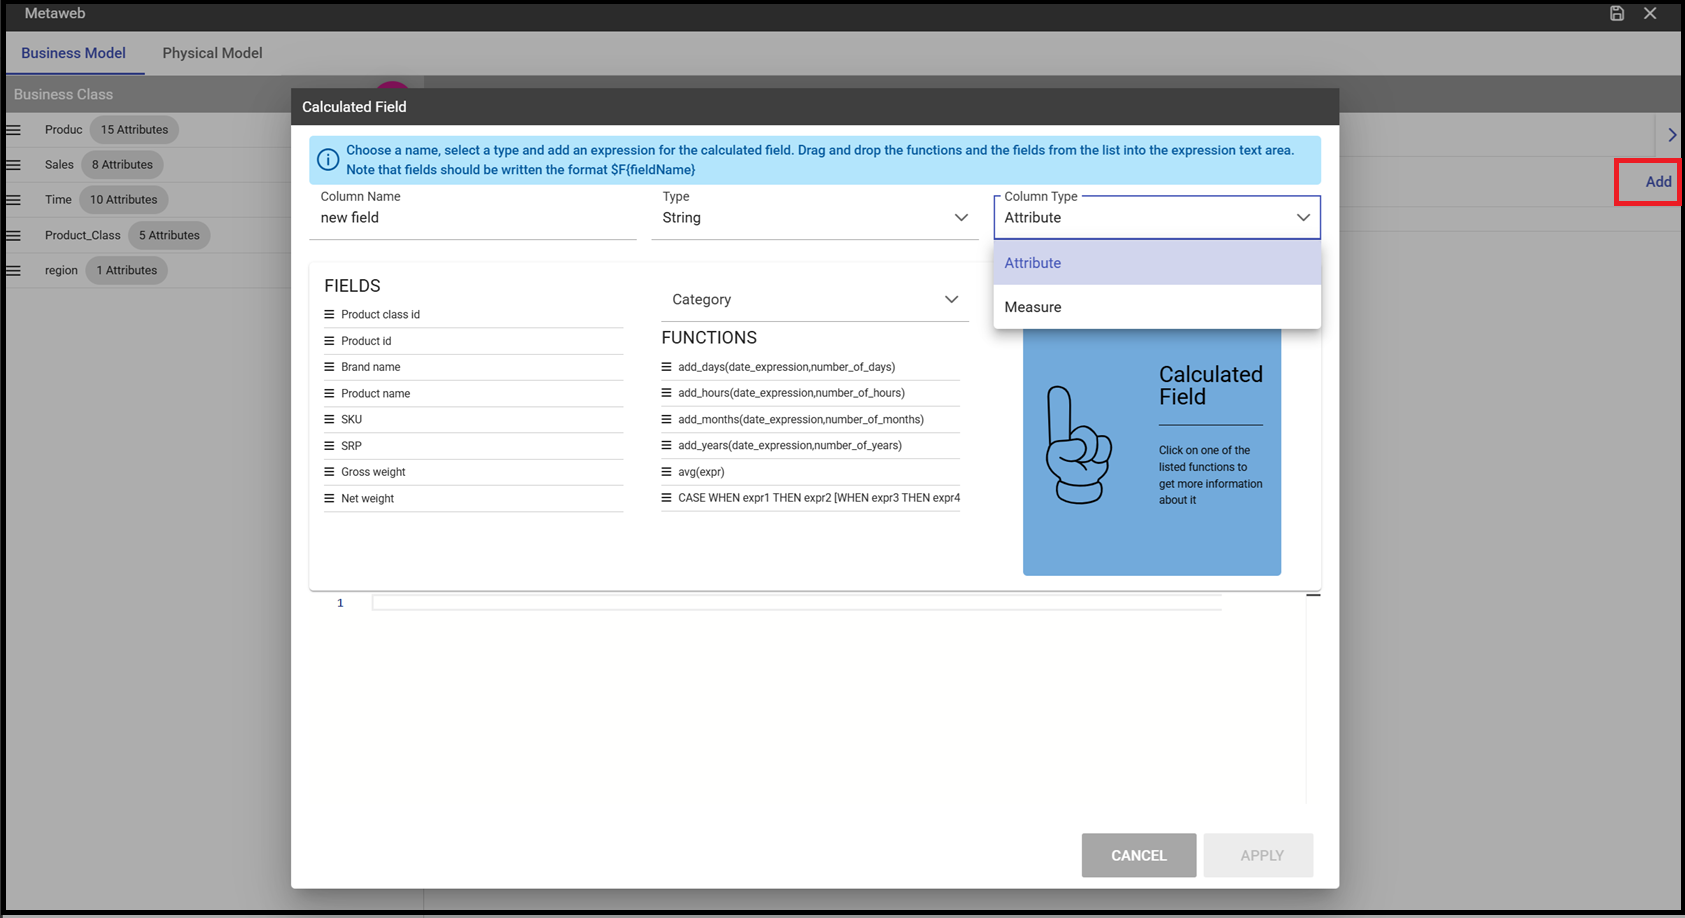 Metaweb
Business Model
Physical Model
Business Class
Produc 15 Attributes
Sales 8 Attributes
Time 10 Attributes
Product_Class 5 Attributes
region 1 Attributes
Add
Calculated Field
Choose a name, select a type and add an expression for the calculated field. Drag and drop the functions and the fields from the list into the expression text area.
Note that fields should be written the format $F{fieldName}
Column Name
new field
Type
String
Column Type
Attribute
Attribute
Measure
FIELDS
Product class id
Product id
Brand name
Product name
SKU
SRP
Gross weight
Net weight
Category
FUNCTIONS
add_days(date_expression,number_of_days)
add_hours(date_expression,number_of_hours)
add_months(date_expression,number_of_months)
add_years(date_expression,number_of_years)
avg(expr)
CASE WHEN expr1 THEN expr2 [WHEN expr3 THEN expr4
Calculated
Field
Click on one of the
listed functions to
get more information
about it
1
CANCEL
APPLY